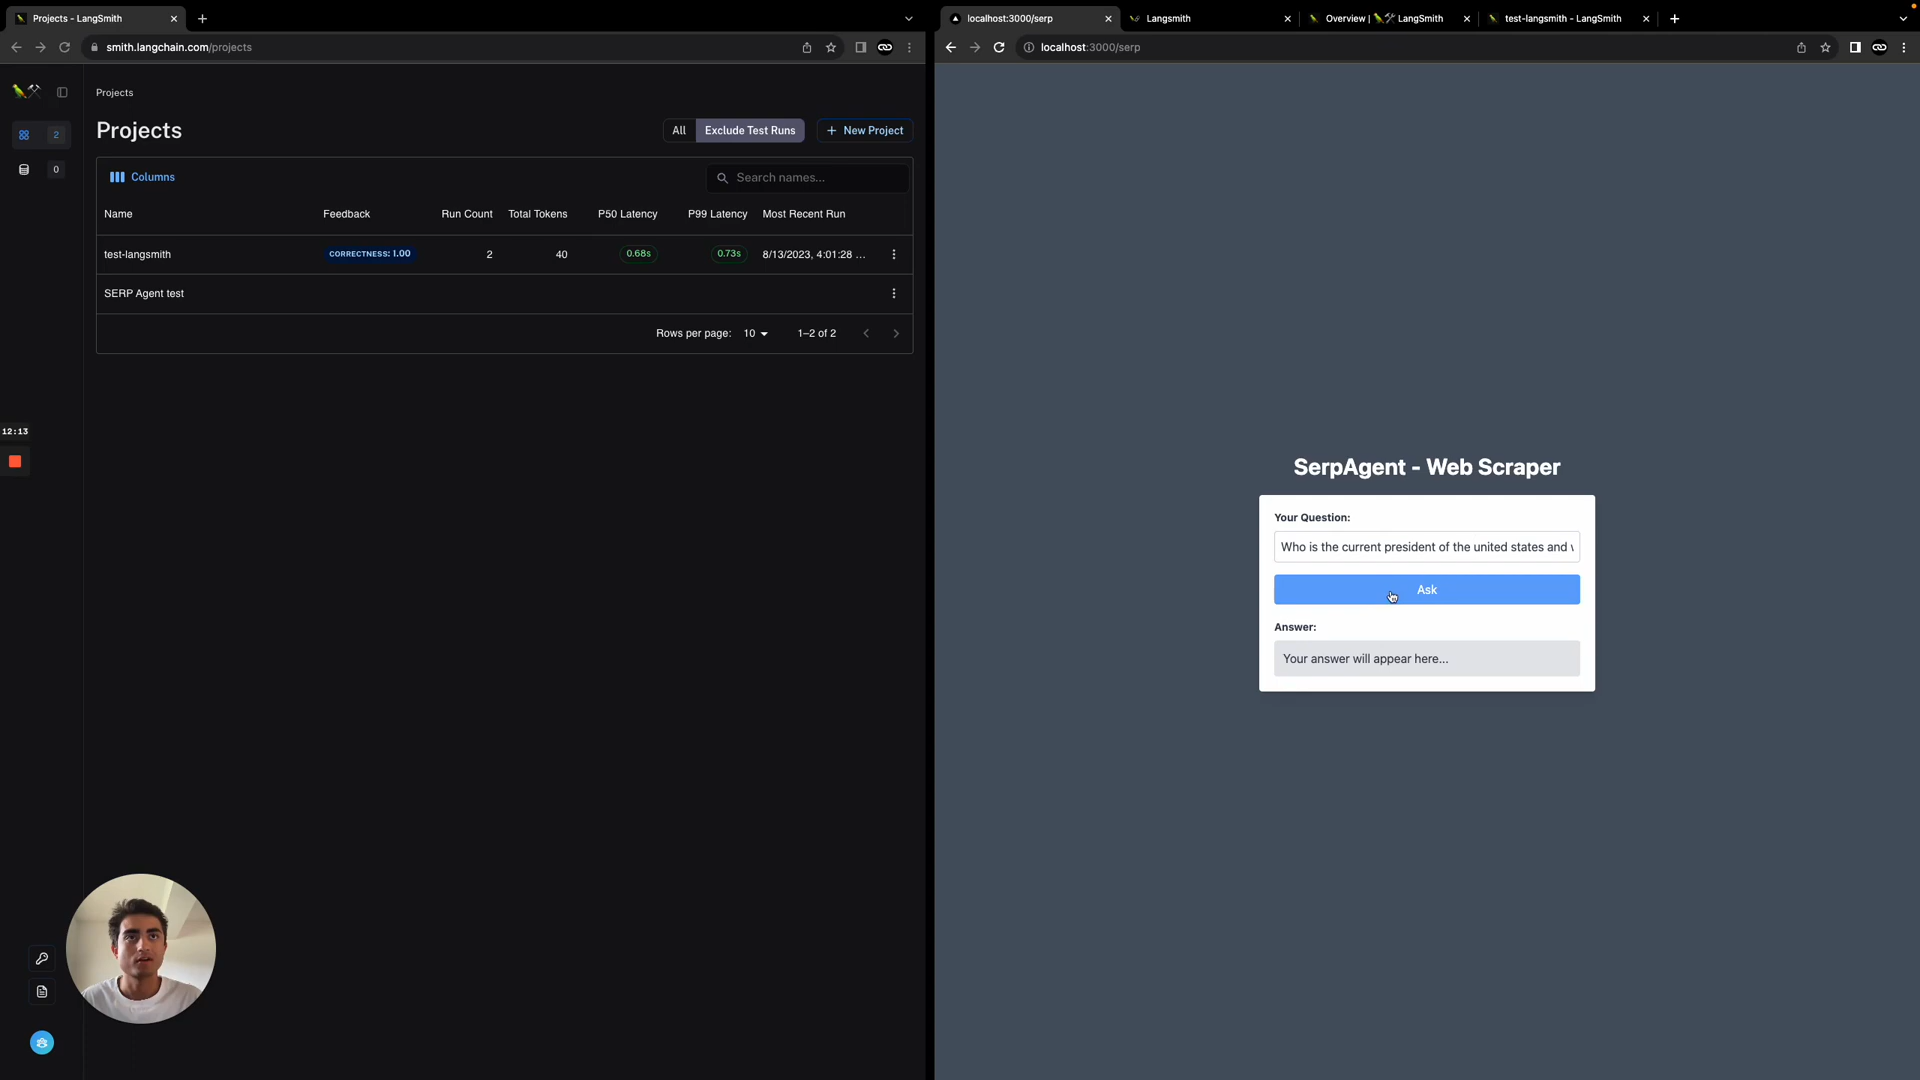 Projects - LangSmith
smith.langchain.com/projects
2
0
Projects
Projects
All
Exclude Test Runs
New Project
Columns
Search names...
Name Feedback Run Count Total Tokens P50 Latency P99 Latency Most Recent Run
test-langsmith CORRECTNESS: 1.00 2 40 0.68s 0.73s 8/13/2023, 4:01:28 ...
SERP Agent test
Rows per page: 10 1–2 of 2
12:13
localhost:3000/serp
Langsmith
Overview | LangSmith
test-langsmith - LangSmith
localhost:3000/serp
SerpAgent - Web Scraper
Your Question:
Who is the current president of the united states and
Ask
Answer:
Your answer will appear here...